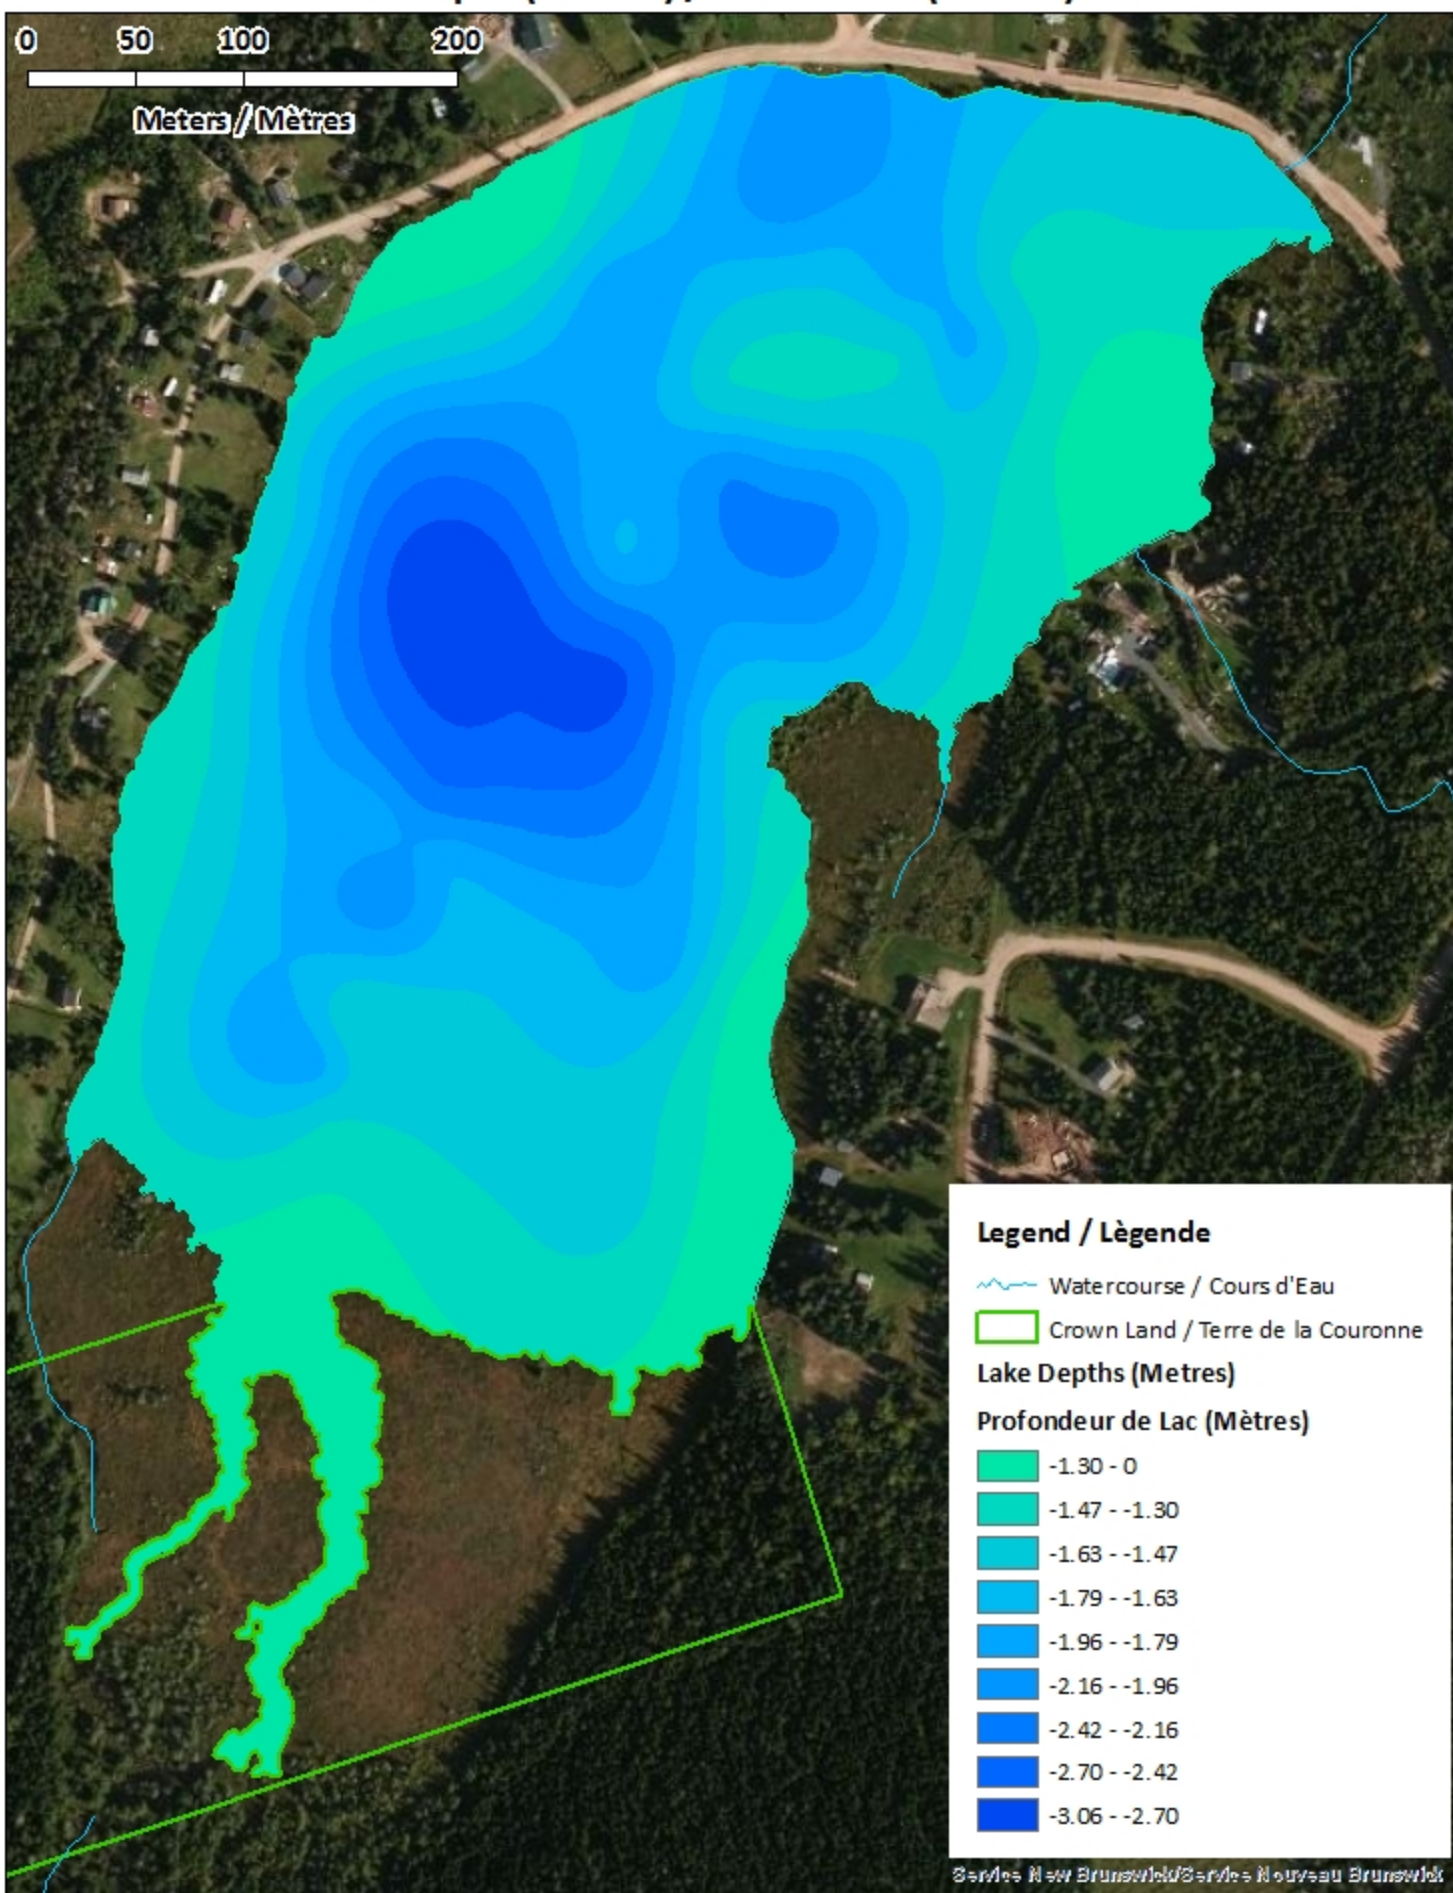 0 50 100 200
Meters / Mètres
Legend / Lègende
Watercourse / Cours d'Eau
Crown Land / Terre de la Couronne
Lake Depths (Metres)
Profondeur de Lac (Mètres)
-1.30 - 0
-1.47 - -1.30
-1.63 - -1.47
-1.79 - -1.63
-1.96 - -1.79
-2.16 - -1.96
-2.42 - -2.16
-2.70 - -2.42
-3.06 - -2.70
Service New Brunswick/Service Nouveau Brunswick